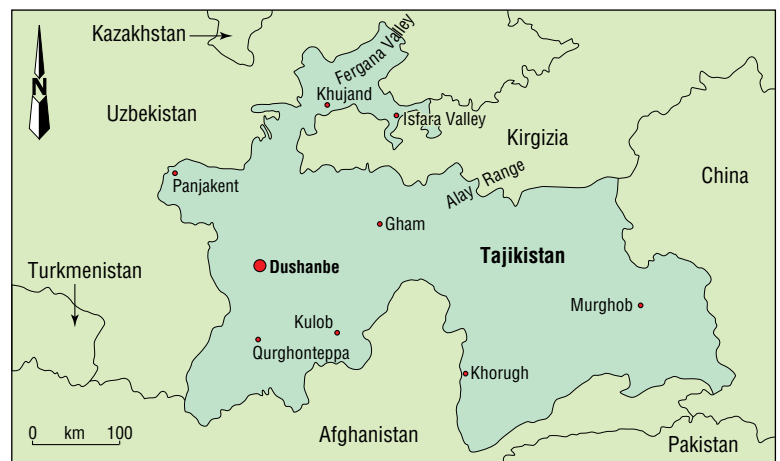 Kazakhstan
Fergana Valley
N
Khujand
Uzbekistan
Isfara Valley
Kirgizia
Panjakent
Alay Range
China
Gham
Tajikistan
Dushanbe
Turkmenistan
Murghob
Kulob
Qurghonteppa
Khorugh
0 km 100
Afghanistan
Pakistan